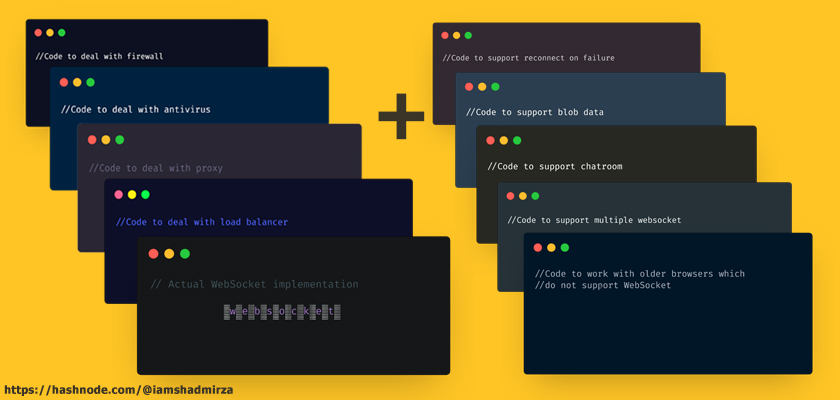 //Code to deal with firewall
//Code to deal with antivirus
//Code to deal with proxy
//Code to deal with load balancer
// Actual WebSocket implementation
▒w▒e▒b▒s▒o▒c▒k▒e▒t▒
+
//Code to support reconnect on failure
//Code to support blob data
//Code to support chatroom
//Code to support multiple websocket
//Code to work with older browsers which
//do not support WebSocket
https://hashnode.com/@iamshadmirza